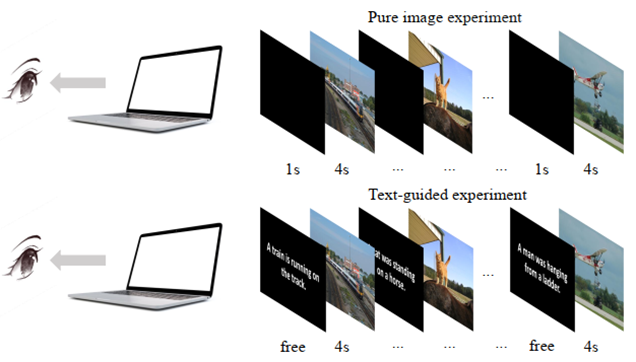 Pure image experiment
...
1s 4s ... ... ... 1s 4s
Text-guided experiment
A train is running on
the track.
at was standing
on a horse.
...
A man was hanging
from a ladder.
free 4s ... ... ... free 4s